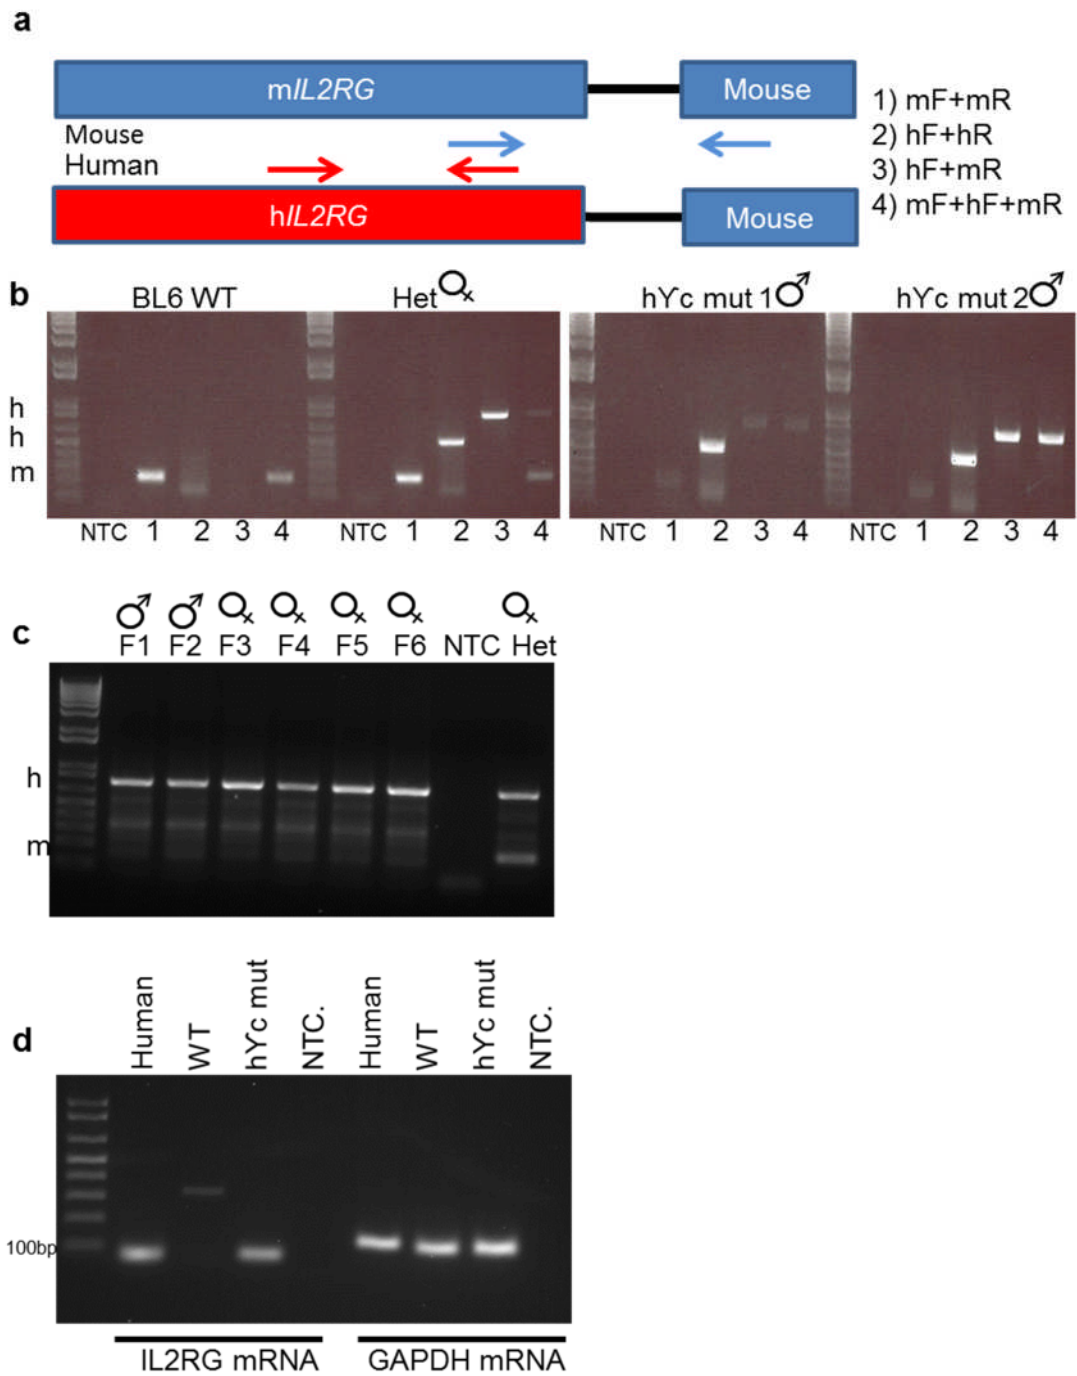 a
mIL2RG Mouse
Mouse
Human
hIL2RG Mouse
1) mF+mR
2) hF+hR
3) hF+mR
4) mF+hF+mR
b
BL6 WT Het♀ hϒc mut 1♂ hϒc mut 2♂
h
h
m
NTC 1 2 3 4 NTC 1 2 3 4 NTC 1 2 3 4 NTC 1 2 3 4
c
♂ ♂ ♀ ♀ ♀ ♀ ♀
F1 F2 F3 F4 F5 F6 NTC Het
h
m
d
Human WT hϒc mut NTC. Human WT hϒc mut NTC.
100bp
IL2RG mRNA GAPDH mRNA